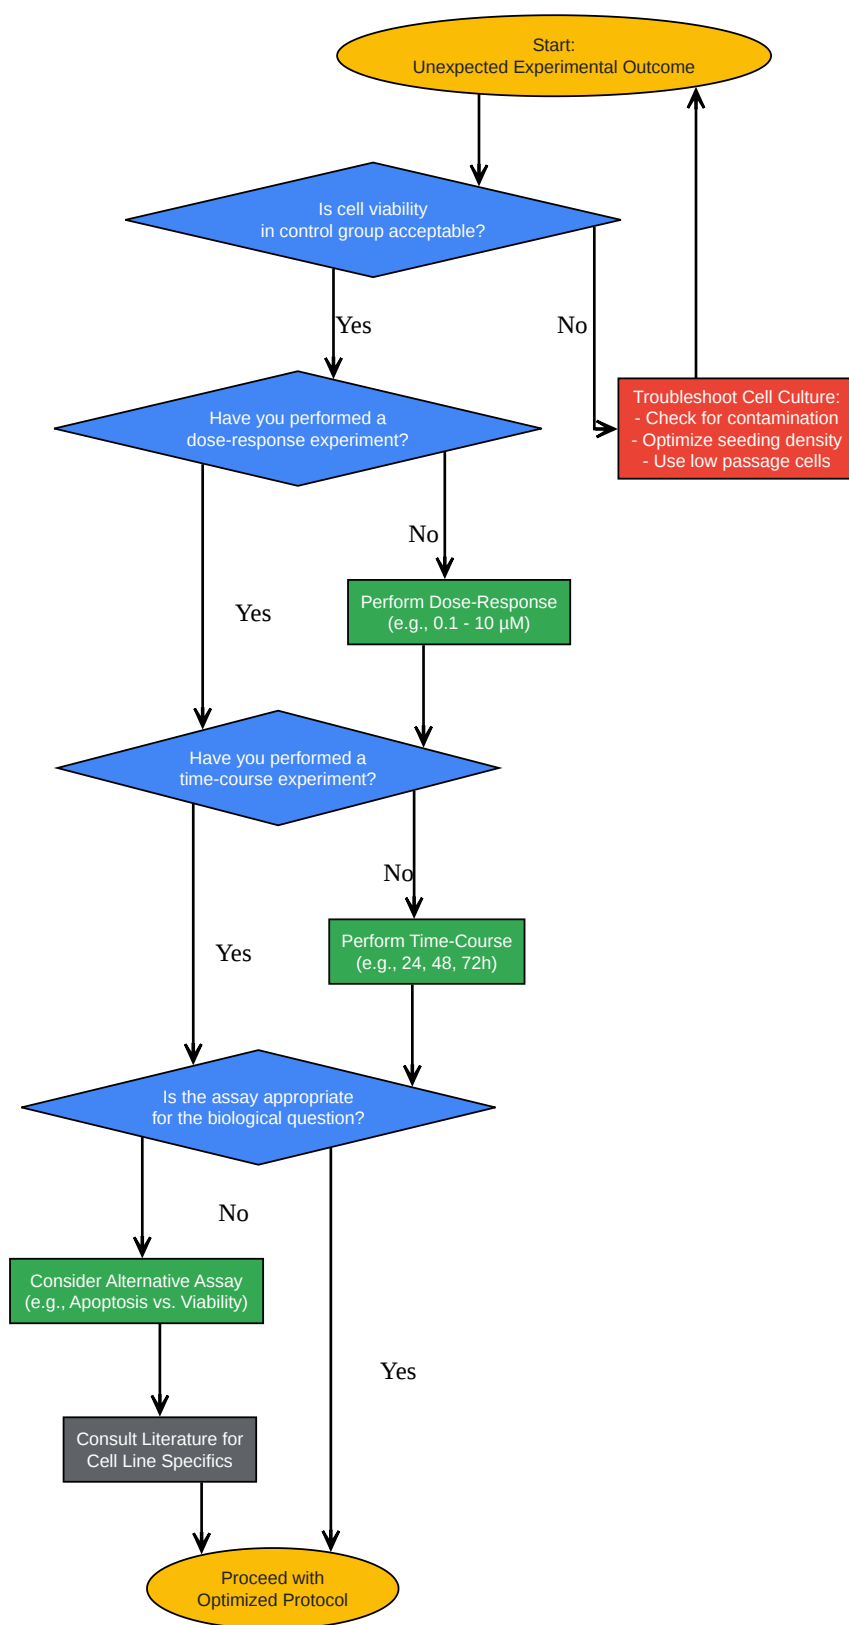 Start:
Unexpected Experimental Outcome
Is cell viability
in control group acceptable?
Yes
No
Troubleshoot Cell Culture:
- Check for contamination
- Optimize seeding density
- Use low passage cells
Have you performed a
dose-response experiment?
No
Yes
Perform Dose-Response
(e.g., 0.1 - 10 µM)
Have you performed a
time-course experiment?
No
Yes
Perform Time-Course
(e.g., 24, 48, 72h)
Is the assay appropriate
for the biological question?
No
Consider Alternative Assay
(e.g., Apoptosis vs. Viability)
Yes
Consult Literature for
Cell Line Specifics
Proceed with
Optimized Protocol